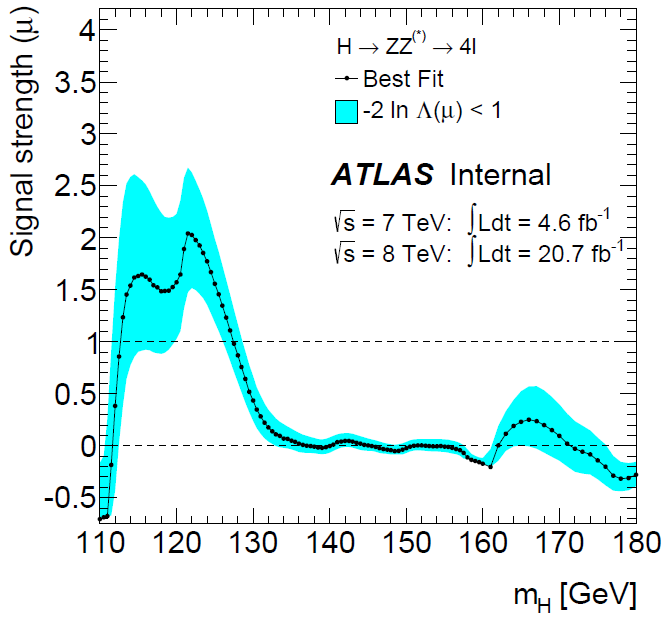 Signal strength (μ)
4
3.5
3
2.5
2
1.5
1
0.5
0
-0.5
H → ZZ(*) → 4l
Best Fit
-2 ln Λ(μ) < 1
ATLAS Internal
√s = 7 TeV: ∫Ldt = 4.6 fb-1
√s = 8 TeV: ∫Ldt = 20.7 fb-1
110 120 130 140 150 160 170 180
mH [GeV]